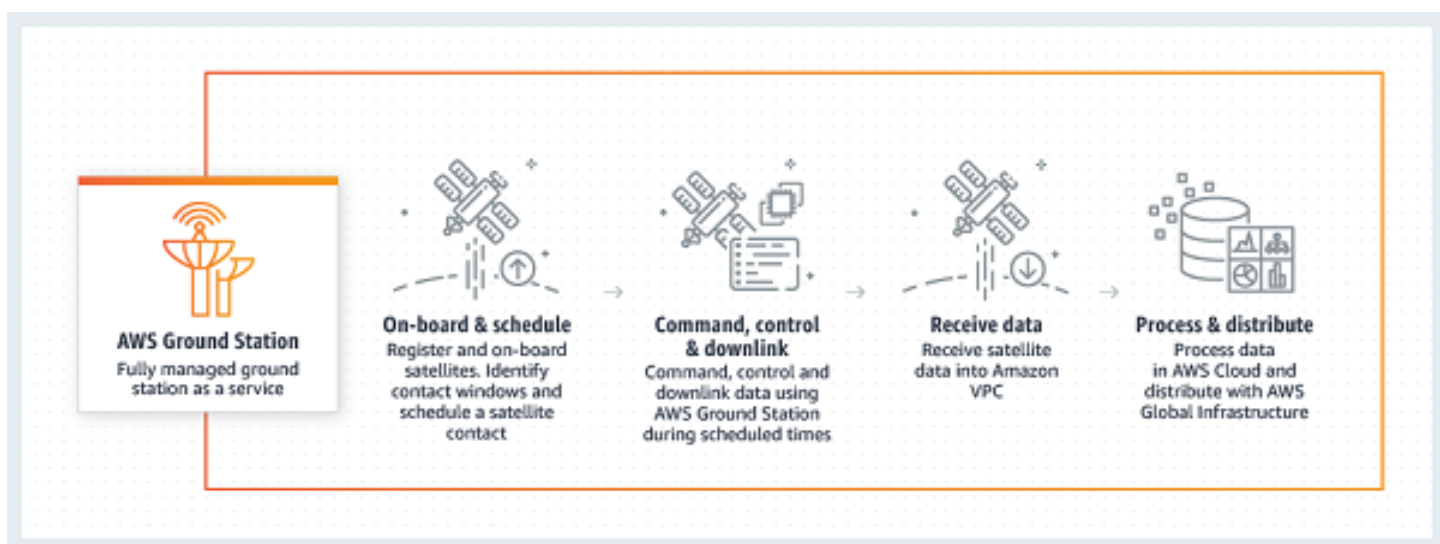 AWS Ground Station
Fully managed ground
station as a service
On-board & schedule
Register and on-board
satellites. Identify
contact windows and
schedule a satellite
contact
Command, control
& downlink
Command, control and
downlink data using
AWS Ground Station
during scheduled times
Receive data
Receive satellite
data into Amazon
VPC
Process & distribute
Process data
in AWS Cloud and
distribute with AWS
Global Infrastructure